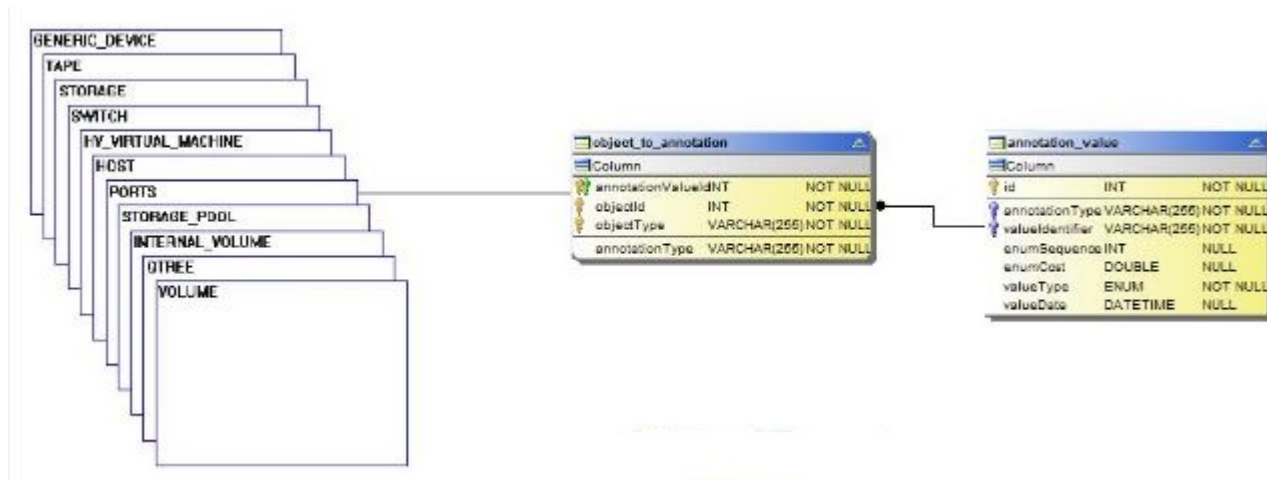 GENERIC_DEVICE
TAPE
STORAGE
SWITCH
HV_VIRTUAL_MACHINE
HOST
PORTS
STORAGE_POOL
INTERNAL_VOLUME
QTREE
VOLUME
object_to_annotation
Column
annotationValueId INT NOT NULL
objectId INT NOT NULL
objectType VARCHAR(255) NOT NULL
annotationType VARCHAR(255) NOT NULL
annotation_value
Column
id INT NOT NULL
annotationType VARCHAR(255) NOT NULL
valueIdentifier VARCHAR(255) NOT NULL
enumSequence INT NULL
enumCost DOUBLE NULL
valueType ENUM NOT NULL
valueDate DATETIME NULL